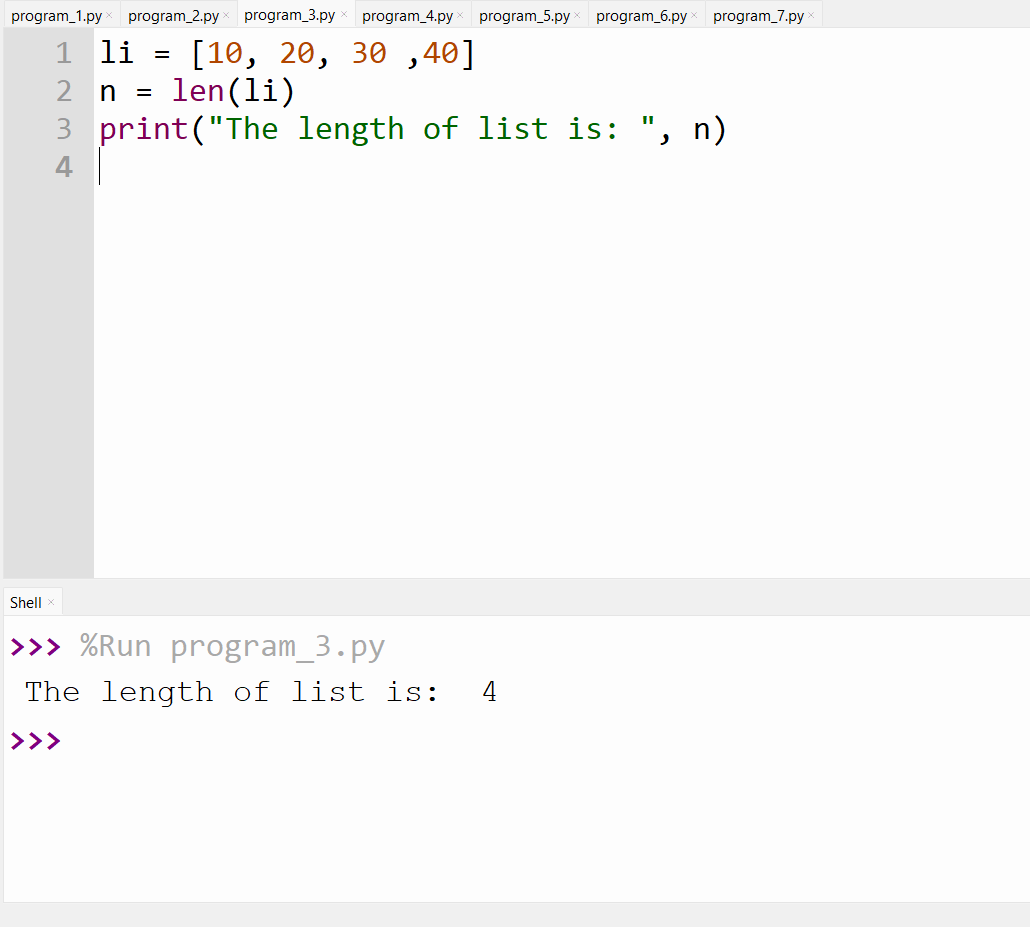 program_1.py × program_2.py × program_3.py × program_4.py × program_5.py × program_6.py × program_7.py ×
1 li = [10, 20, 30 ,40]
2 n = len(li)
3 print("The length of list is: ", n)
4
Shell ×
>>> %Run program_3.py
The length of list is:  4
>>>